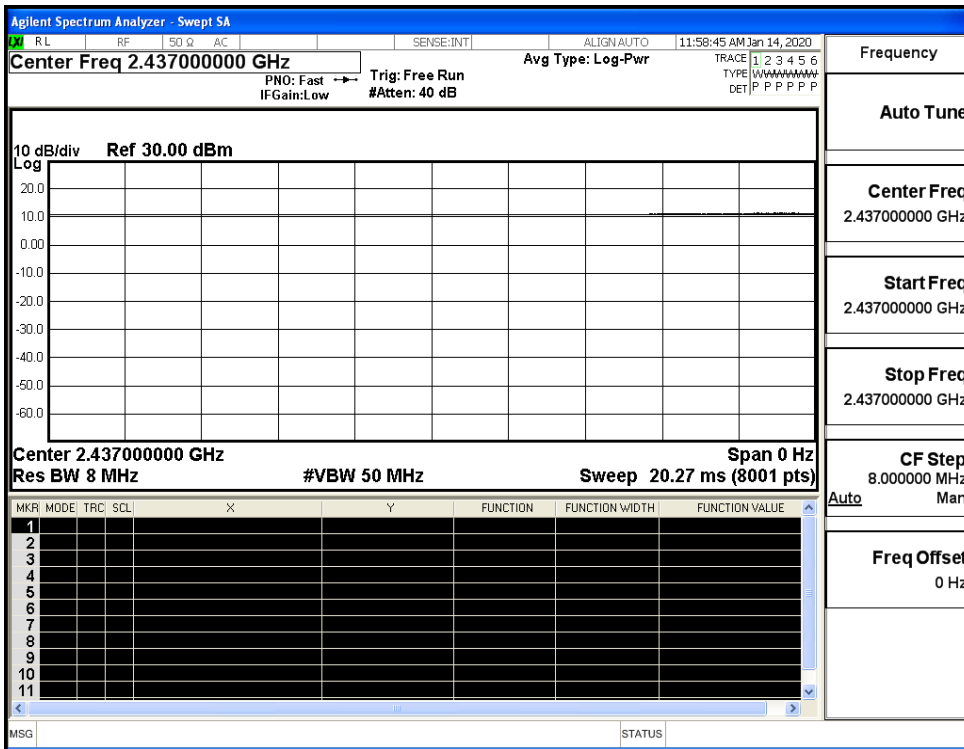 Agilent Spectrum Analyzer - Swept SA
LXI RL RF 50 Ω AC SENSE:INT ALIGN AUTO 11:58:45 AM Jan 14, 2020
Center Freq 2.437000000 GHz
Avg Type: Log-Pwr
TRACE 1 2 3 4 5 6
PNO: Fast
Trig: Free Run
TYPE WWWWWW
IFGain:Low
#Atten: 40 dB
DET P P P P P P
10 dB/div Ref 30.00 dBm
Log
20.0
10.0
0.00
-10.0
-20.0
-30.0
-40.0
-50.0
-60.0
Center 2.437000000 GHz Span 0 Hz
Res BW 8 MHz #VBW 50 MHz Sweep 20.27 ms (8001 pts)
MKR MODE TRC SCL X Y FUNCTION FUNCTION WIDTH FUNCTION VALUE
1
2
3
4
5
6
7
8
9
10
11
MSG STATUS
Frequency
Auto Tune
Center Freq
2.437000000 GHz
Start Freq
2.437000000 GHz
Stop Freq
2.437000000 GHz
CF Step
8.000000 MHz
Auto Man
Freq Offset
0 Hz